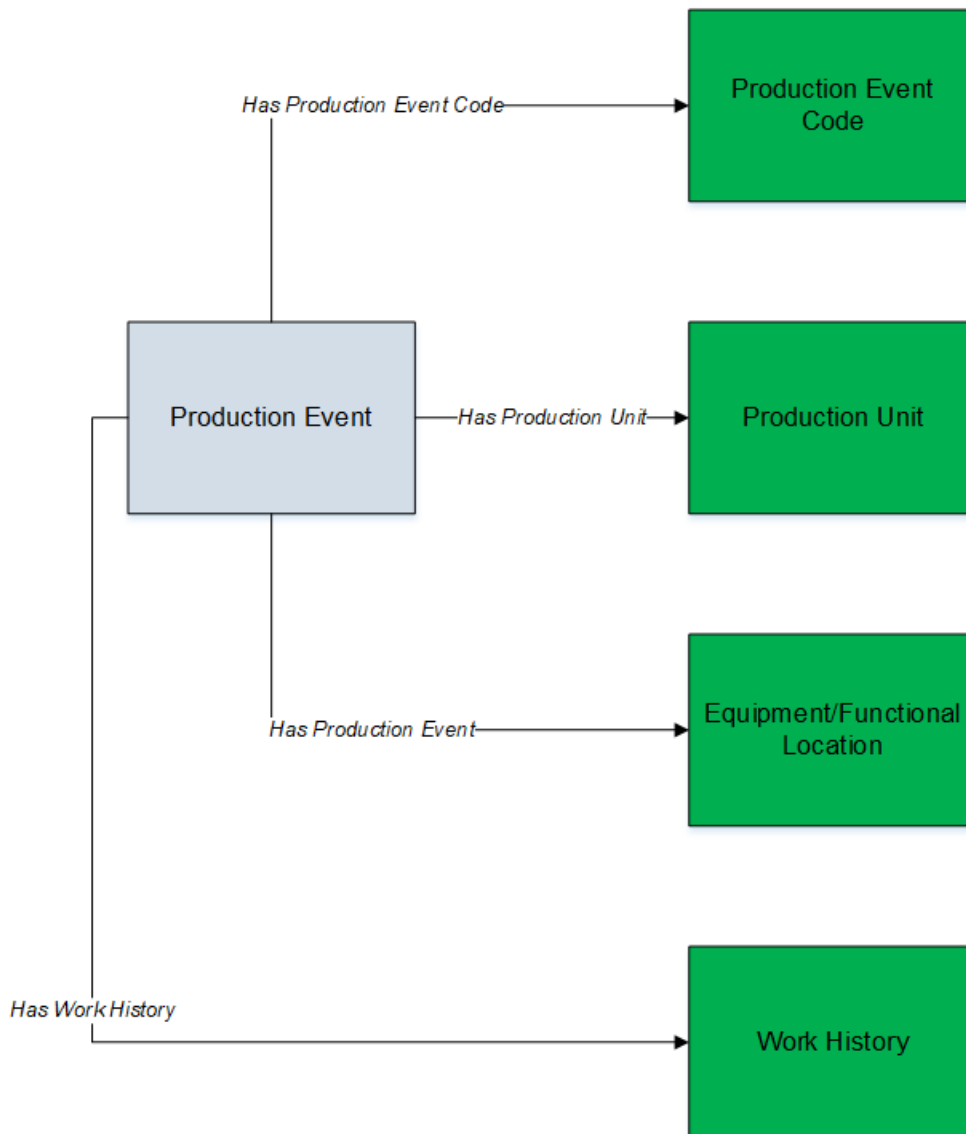 Production Event
Code
Has Production Event Code
Production Event
Has Production Unit
Production Unit
Equipment/Functional
Location
Has Production Event
Has Work History
Work History